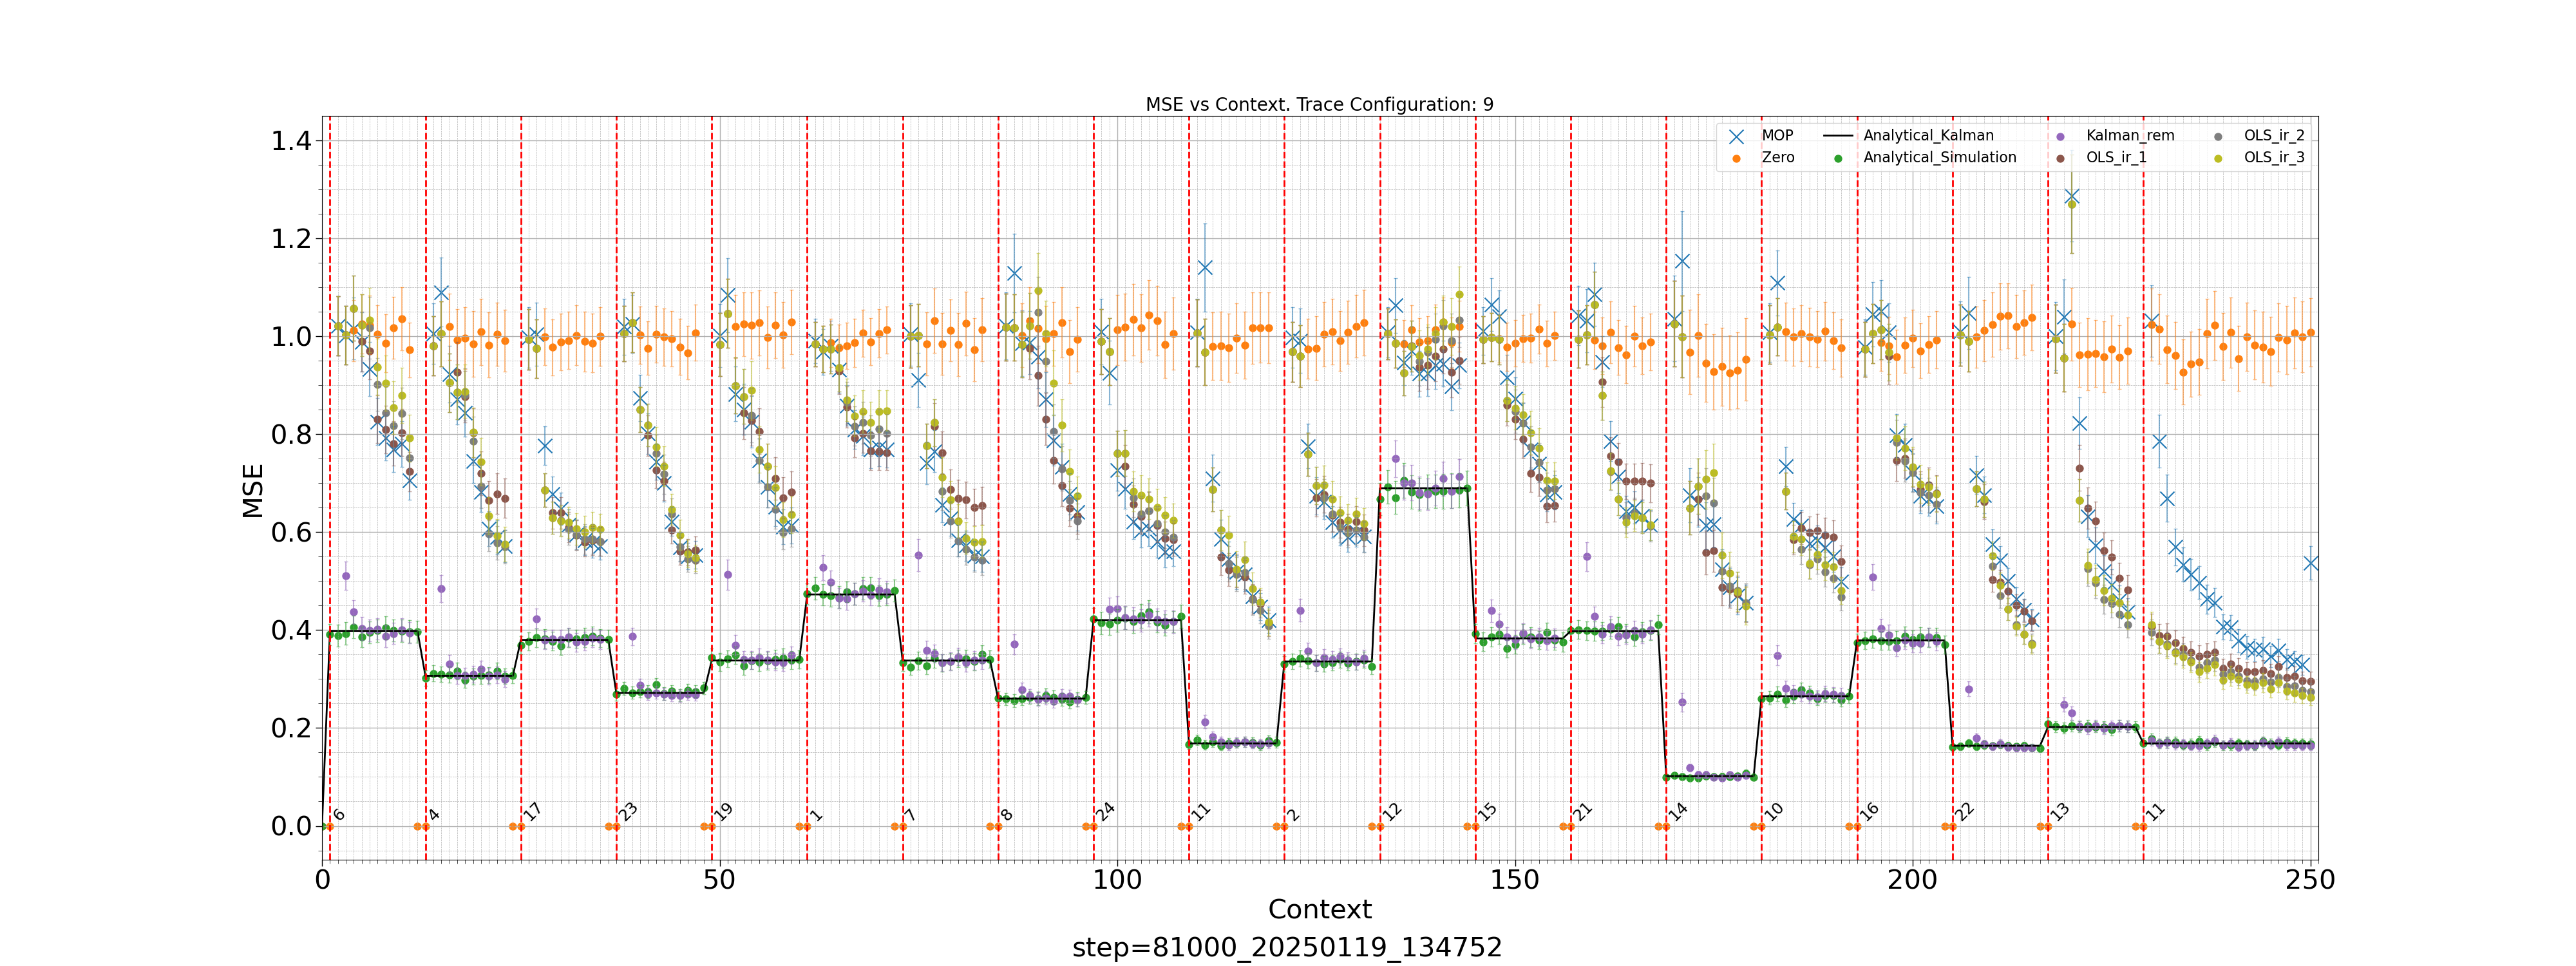 MSE vs Context. Trace Configuration: 9
MOP
Zero
Analytical_Kalman
Analytical_Simulation
Kalman_rem
OLS_ir_1
OLS_ir_2
OLS_ir_3
MSE
1.4
1.2
1.0
0.8
0.6
0.4
0.2
0.0
6 4 17 23 19 1 7 8 24 11 2 12 15 21 14 10 16 22 13 11
0 50 100 150 200 250
Context
step=81000_20250119_134752